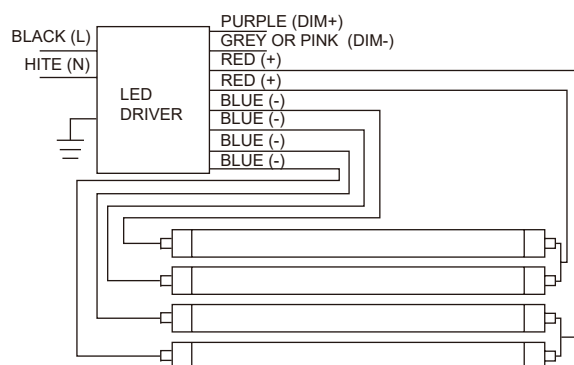 PURPLE (DIM+)
BLACK (L)
GREY OR PINK (DIM-)
HITE (N)
RED (+)
RED (+)
LED
DRIVER
BLUE (-)
BLUE (-)
BLUE (-)
BLUE (-)